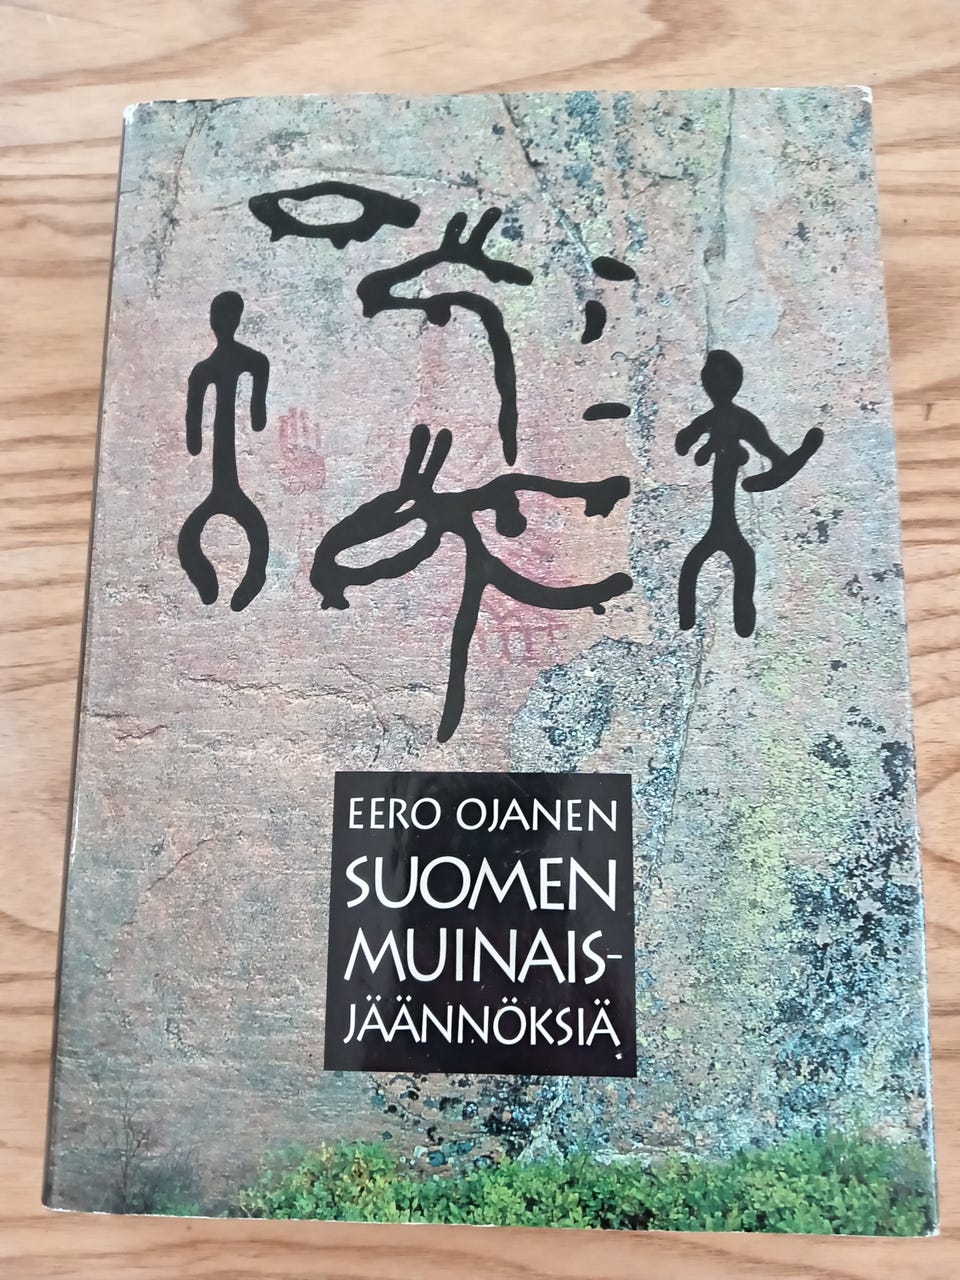 EERO OJANEN
SUOMEN
MUINAIS-
JÄÄNNÖKSIÄ